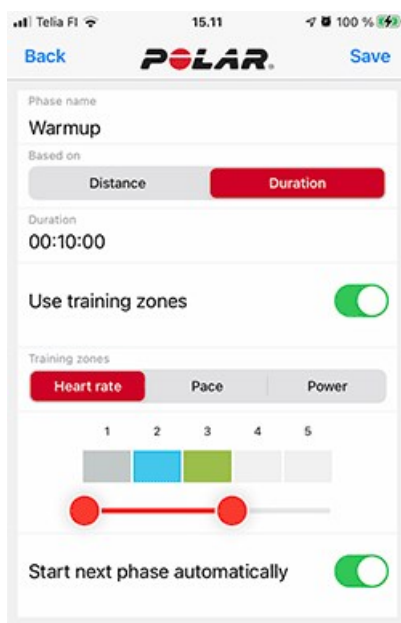 Telia FI 15.11 100 %
Back POLAR. Save
Phase name
Warmup
Based on
Distance Duration
Duration
00:10:00
Use training zones
Training zones
Heart rate Pace Power
1 2 3 4 5
Start next phase automatically